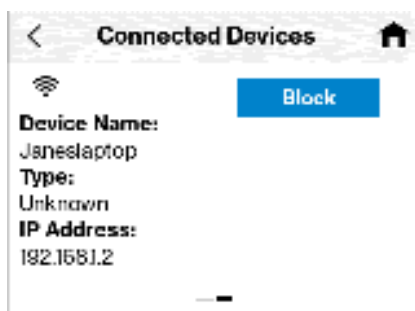 Connected Devices
Block
Device Name:
Janeslaptop
Type:
Unknown
IP Address:
192.168.1.2